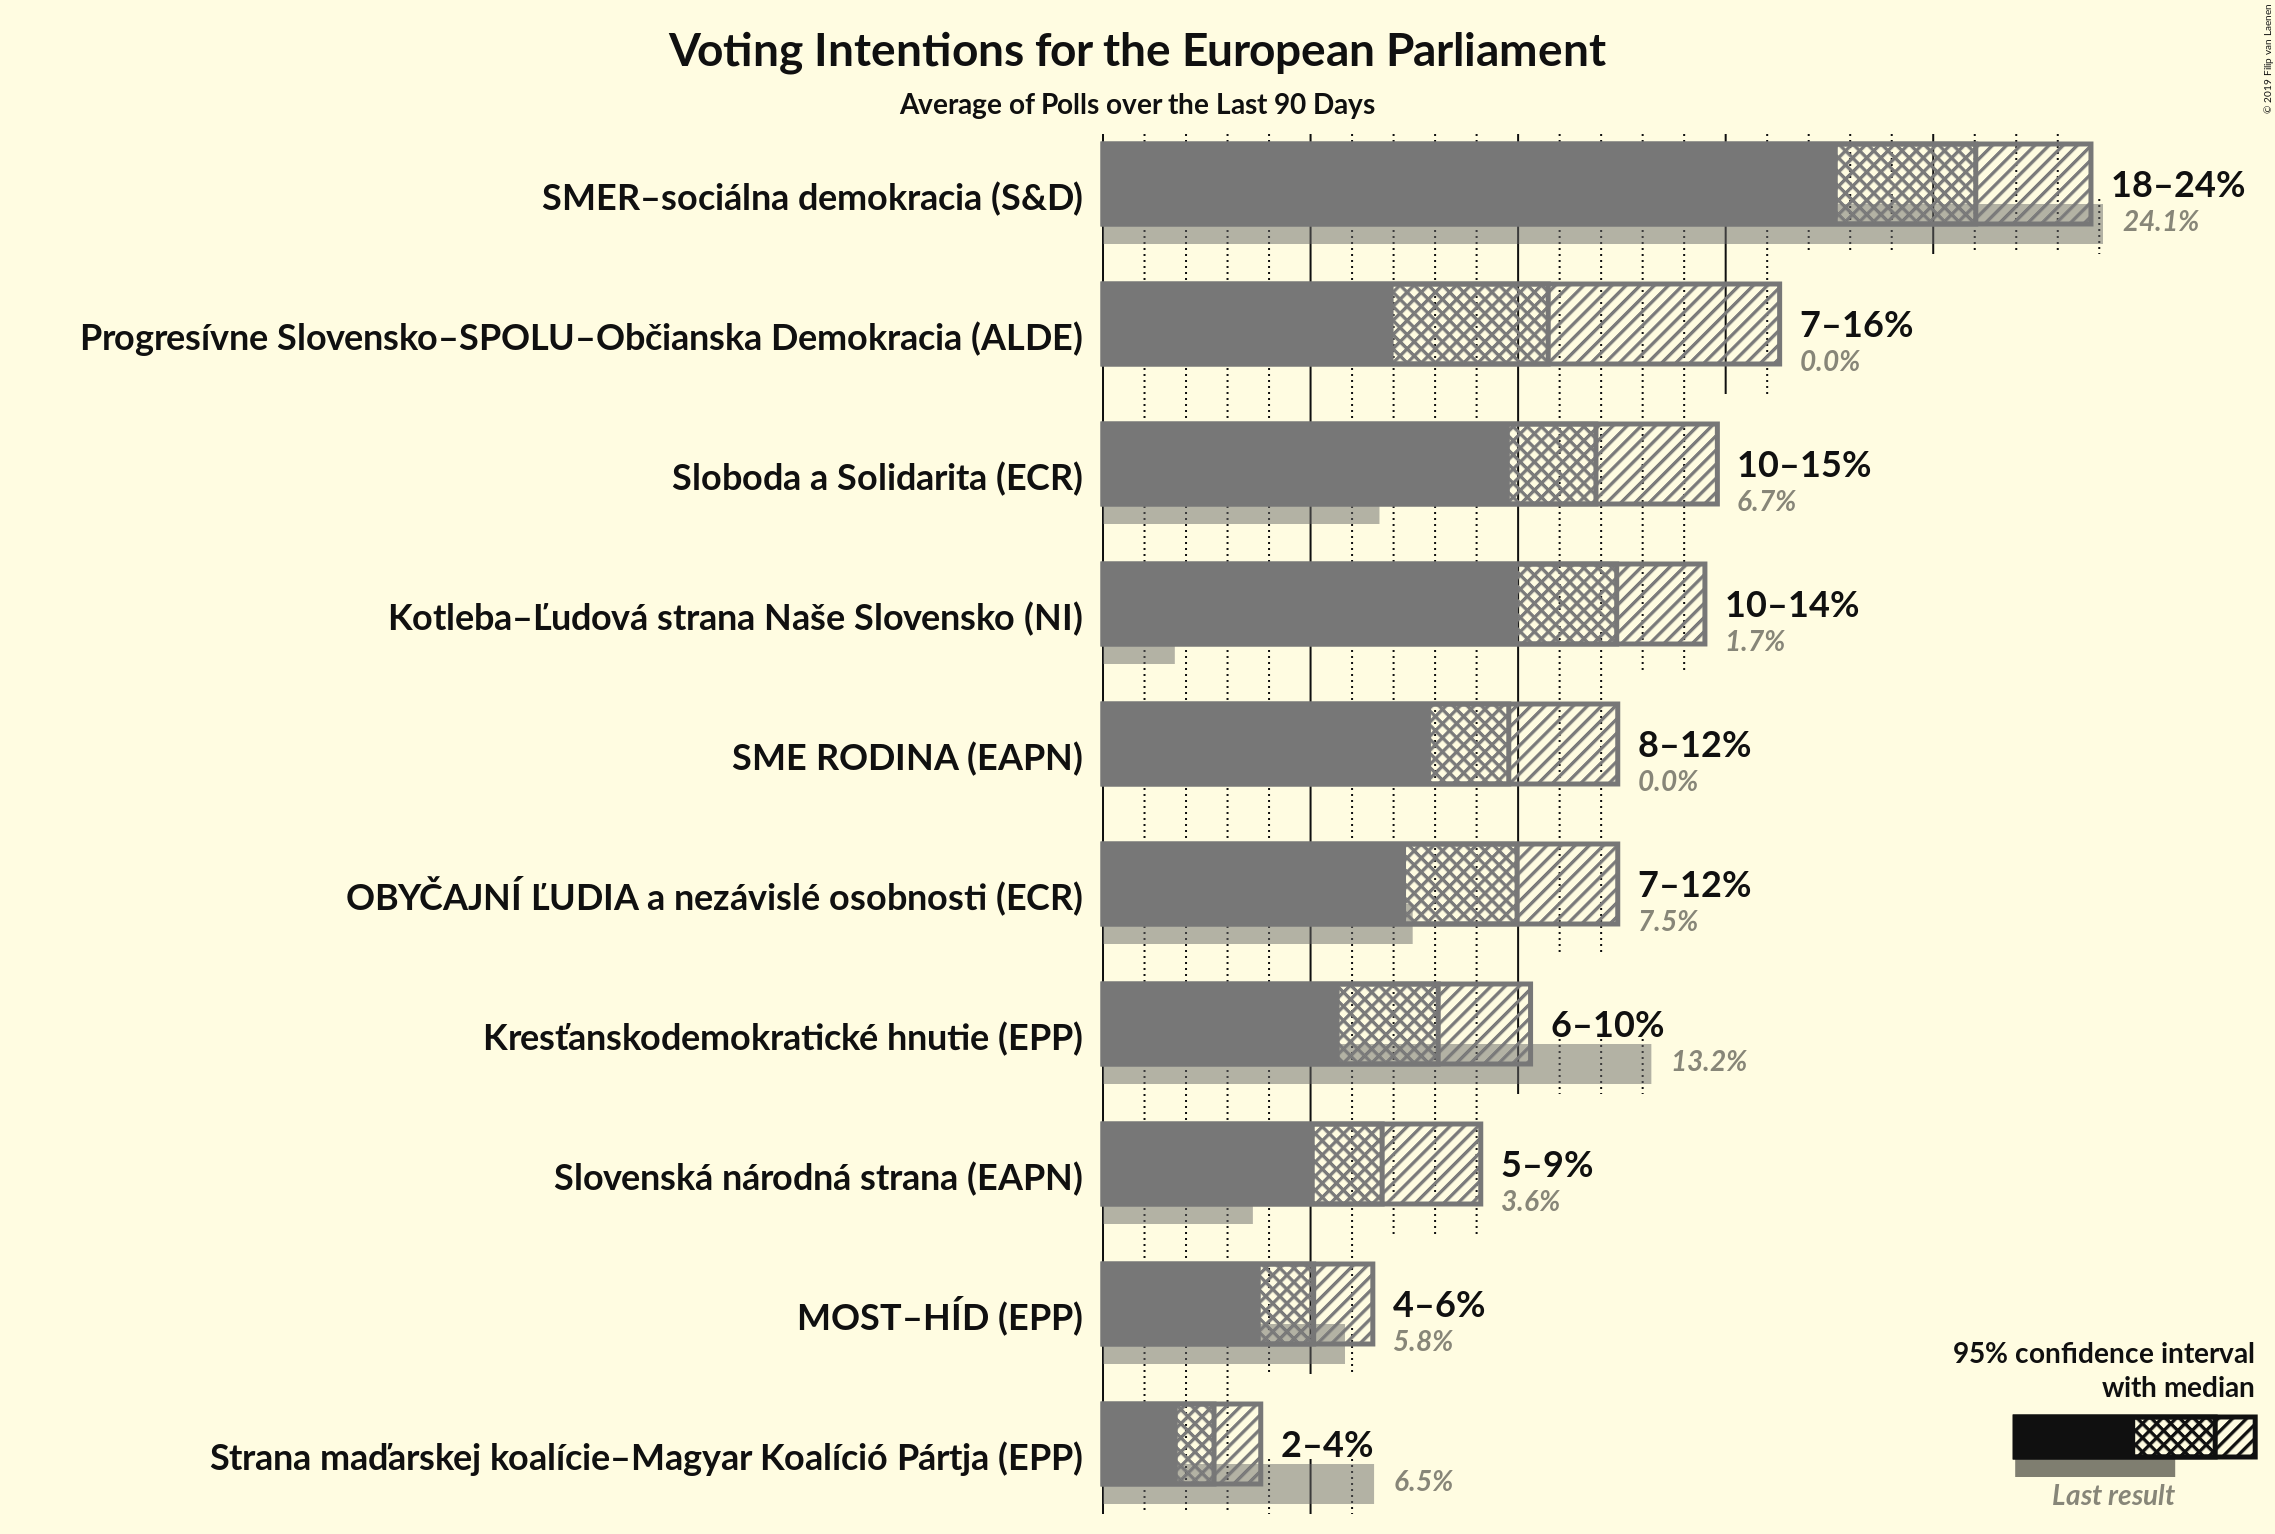 Voting Intentions for the European Parliament
Average of Polls over the Last 90 Days
© 2019 Filip van Laenen
SMER–sociálna demokracia (S&D)
18–24%
24.1%
Progresívne Slovensko–SPOLU–Občianska Demokracia (ALDE)
7–16%
0.0%
Sloboda a Solidarita (ECR)
10–15%
6.7%
Kotleba–Ľudová strana Naše Slovensko (NI)
10–14%
1.7%
SME RODINA (EAPN)
8–12%
0.0%
OBYČAJNÍ ĽUDIA a nezávislé osobnosti (ECR)
7–12%
7.5%
Kresťanskodemokratické hnutie (EPP)
6–10%
13.2%
Slovenská národná strana (EAPN)
5–9%
3.6%
MOST–HÍD (EPP)
4–6%
5.8%
Strana maďarskej koalície–Magyar Koalíció Pártja (EPP)
2–4%
6.5%
95% confidence interval
with median
Last result